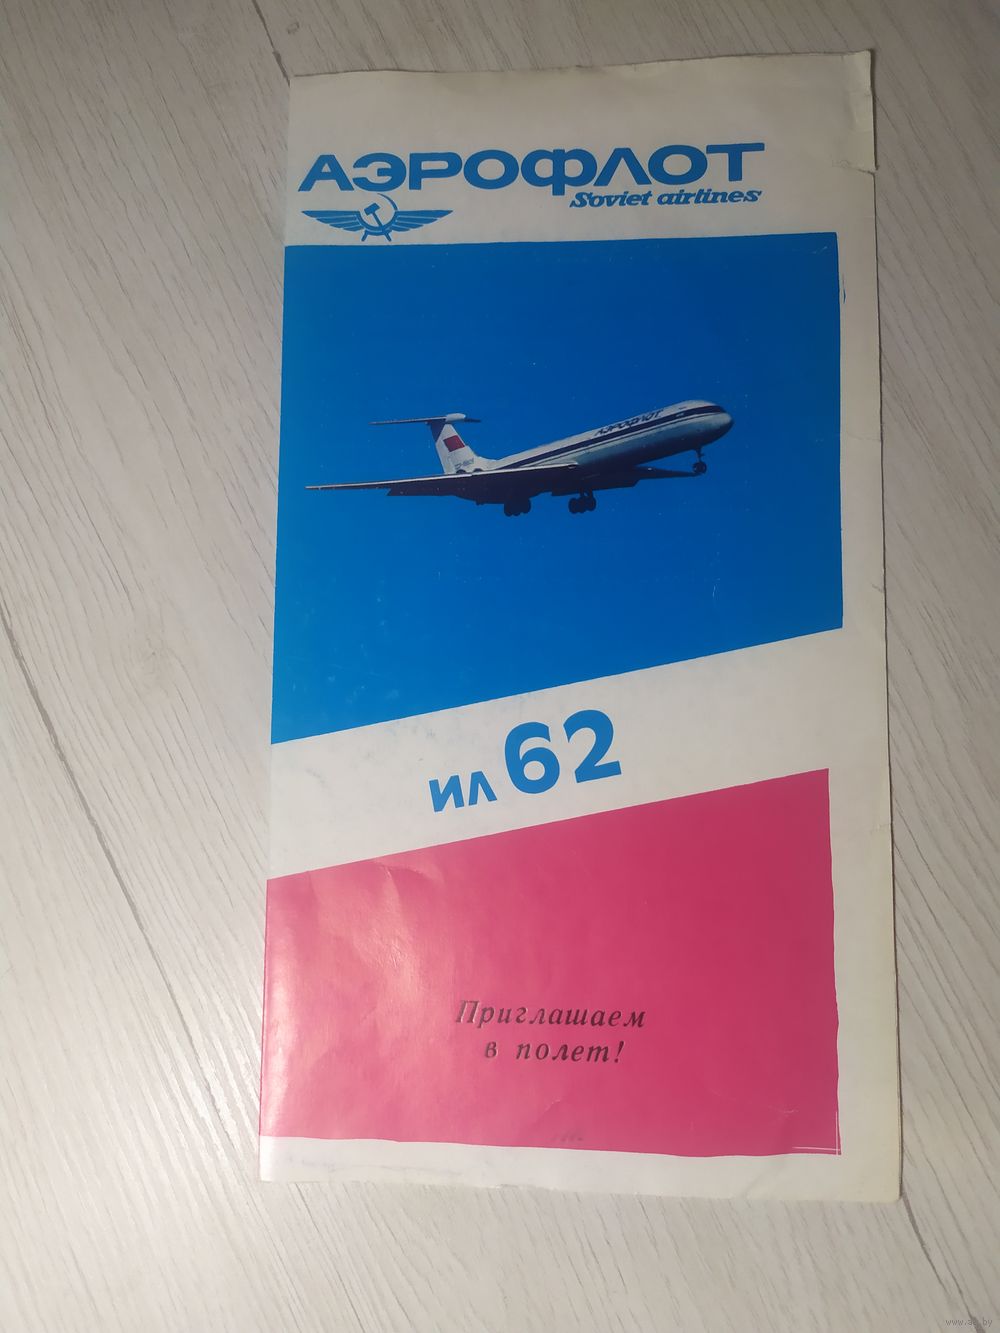 АЭРОФЛОТ
Soviet airlines
АЭРОФЛОТ
ИЛ 62
Приглашаем
в полет!